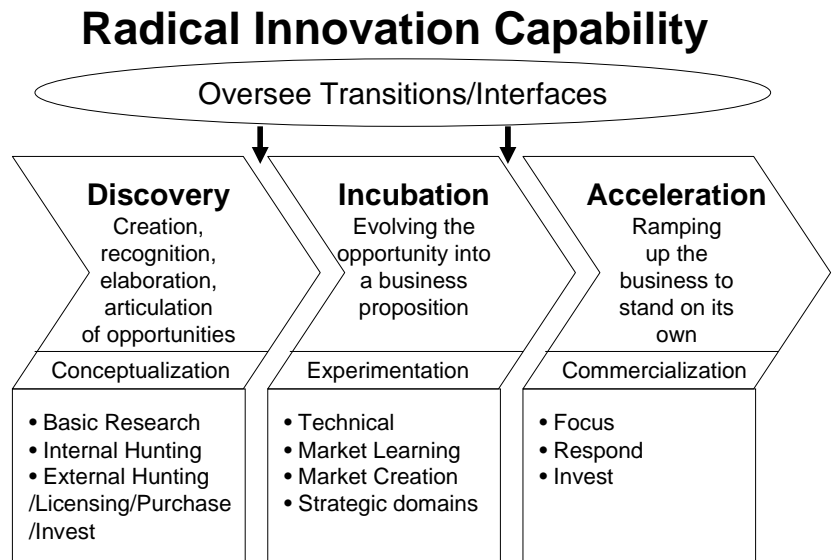 Radical Innovation Capability
Oversee Transitions/Interfaces
Discovery
Creation,
recognition,
elaboration,
articulation
of opportunities
Conceptualization
• Basic Research
• Internal Hunting
• External Hunting
/Licensing/Purchase
/Invest
Incubation
Evolving the
opportunity into
a business
proposition
Experimentation
• Technical
• Market Learning
• Market Creation
• Strategic domains
Acceleration
Ramping
up the
business to
stand on its
own
Commercialization
• Focus
• Respond
• Invest